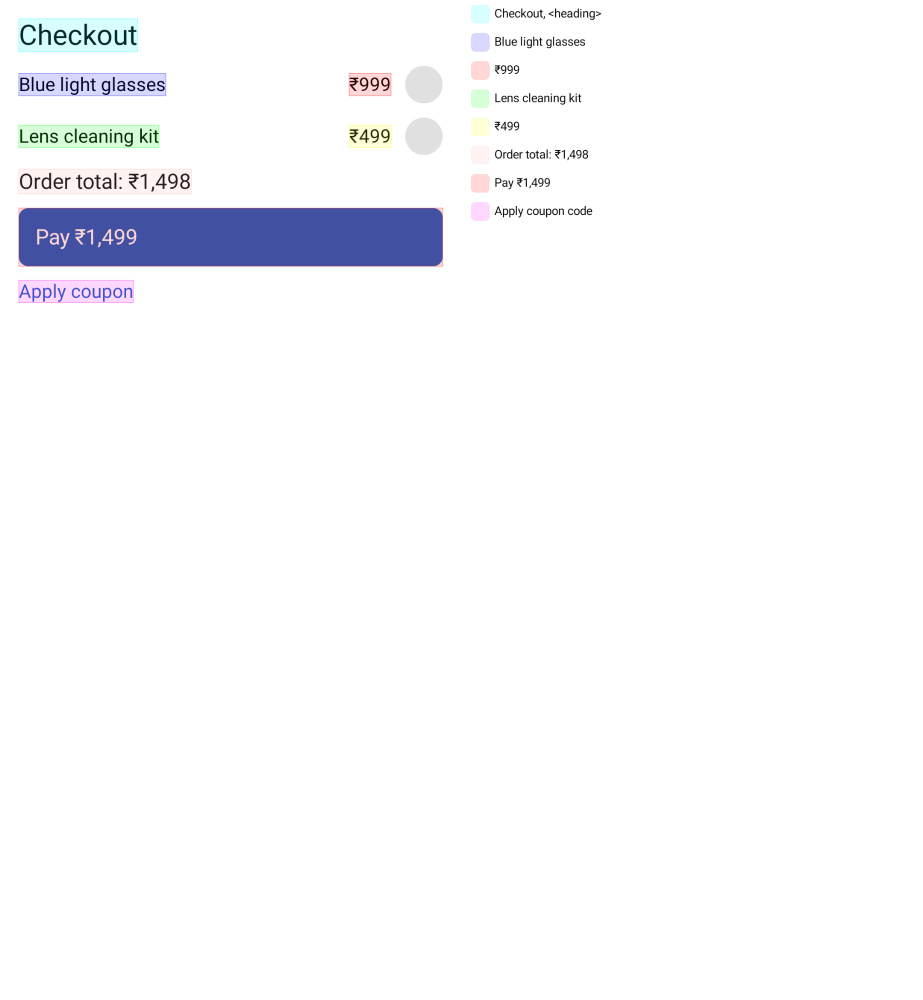 Checkout
Blue light glasses ₹999
Lens cleaning kit ₹499
Order total: ₹1,498
Pay ₹1,499
Apply coupon
Checkout, <heading>
Blue light glasses
₹999
Lens cleaning kit
₹499
Order total: ₹1,498
Pay ₹1,499
Apply coupon code